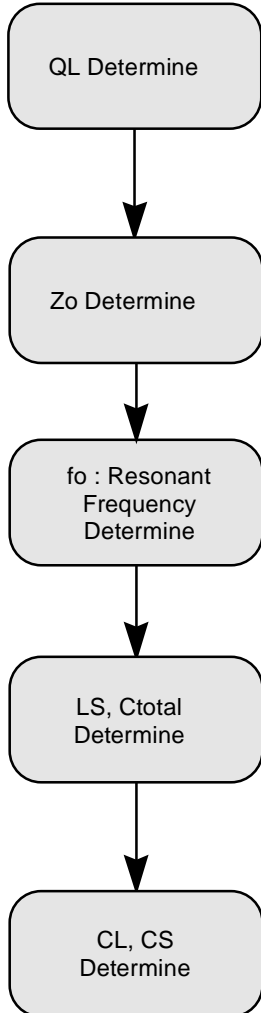 QL Determine
Zo Determine
fo : Resonant
Frequency
Determine
LS, Ctotal
Determine
CL, CS
Determine